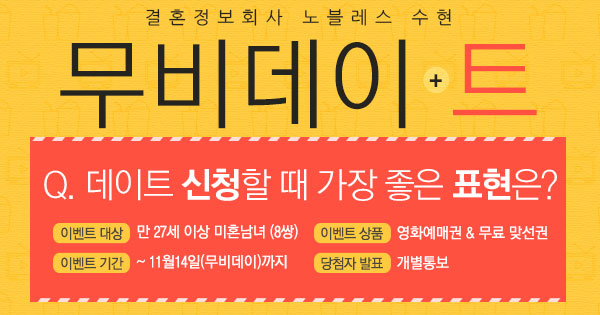 결혼정보회사 노블레스 수현
무비데이+트
Q. 데이트 신청할 때 가장 좋은 표현은?
이벤트 대상 만 27세 이상 미혼남녀 (8쌍) 이벤트 상품 영화예매권 & 무료 맞선권
이벤트 기간 ~ 11월14일(무비데이)까지 당첨자 발표 개별통보